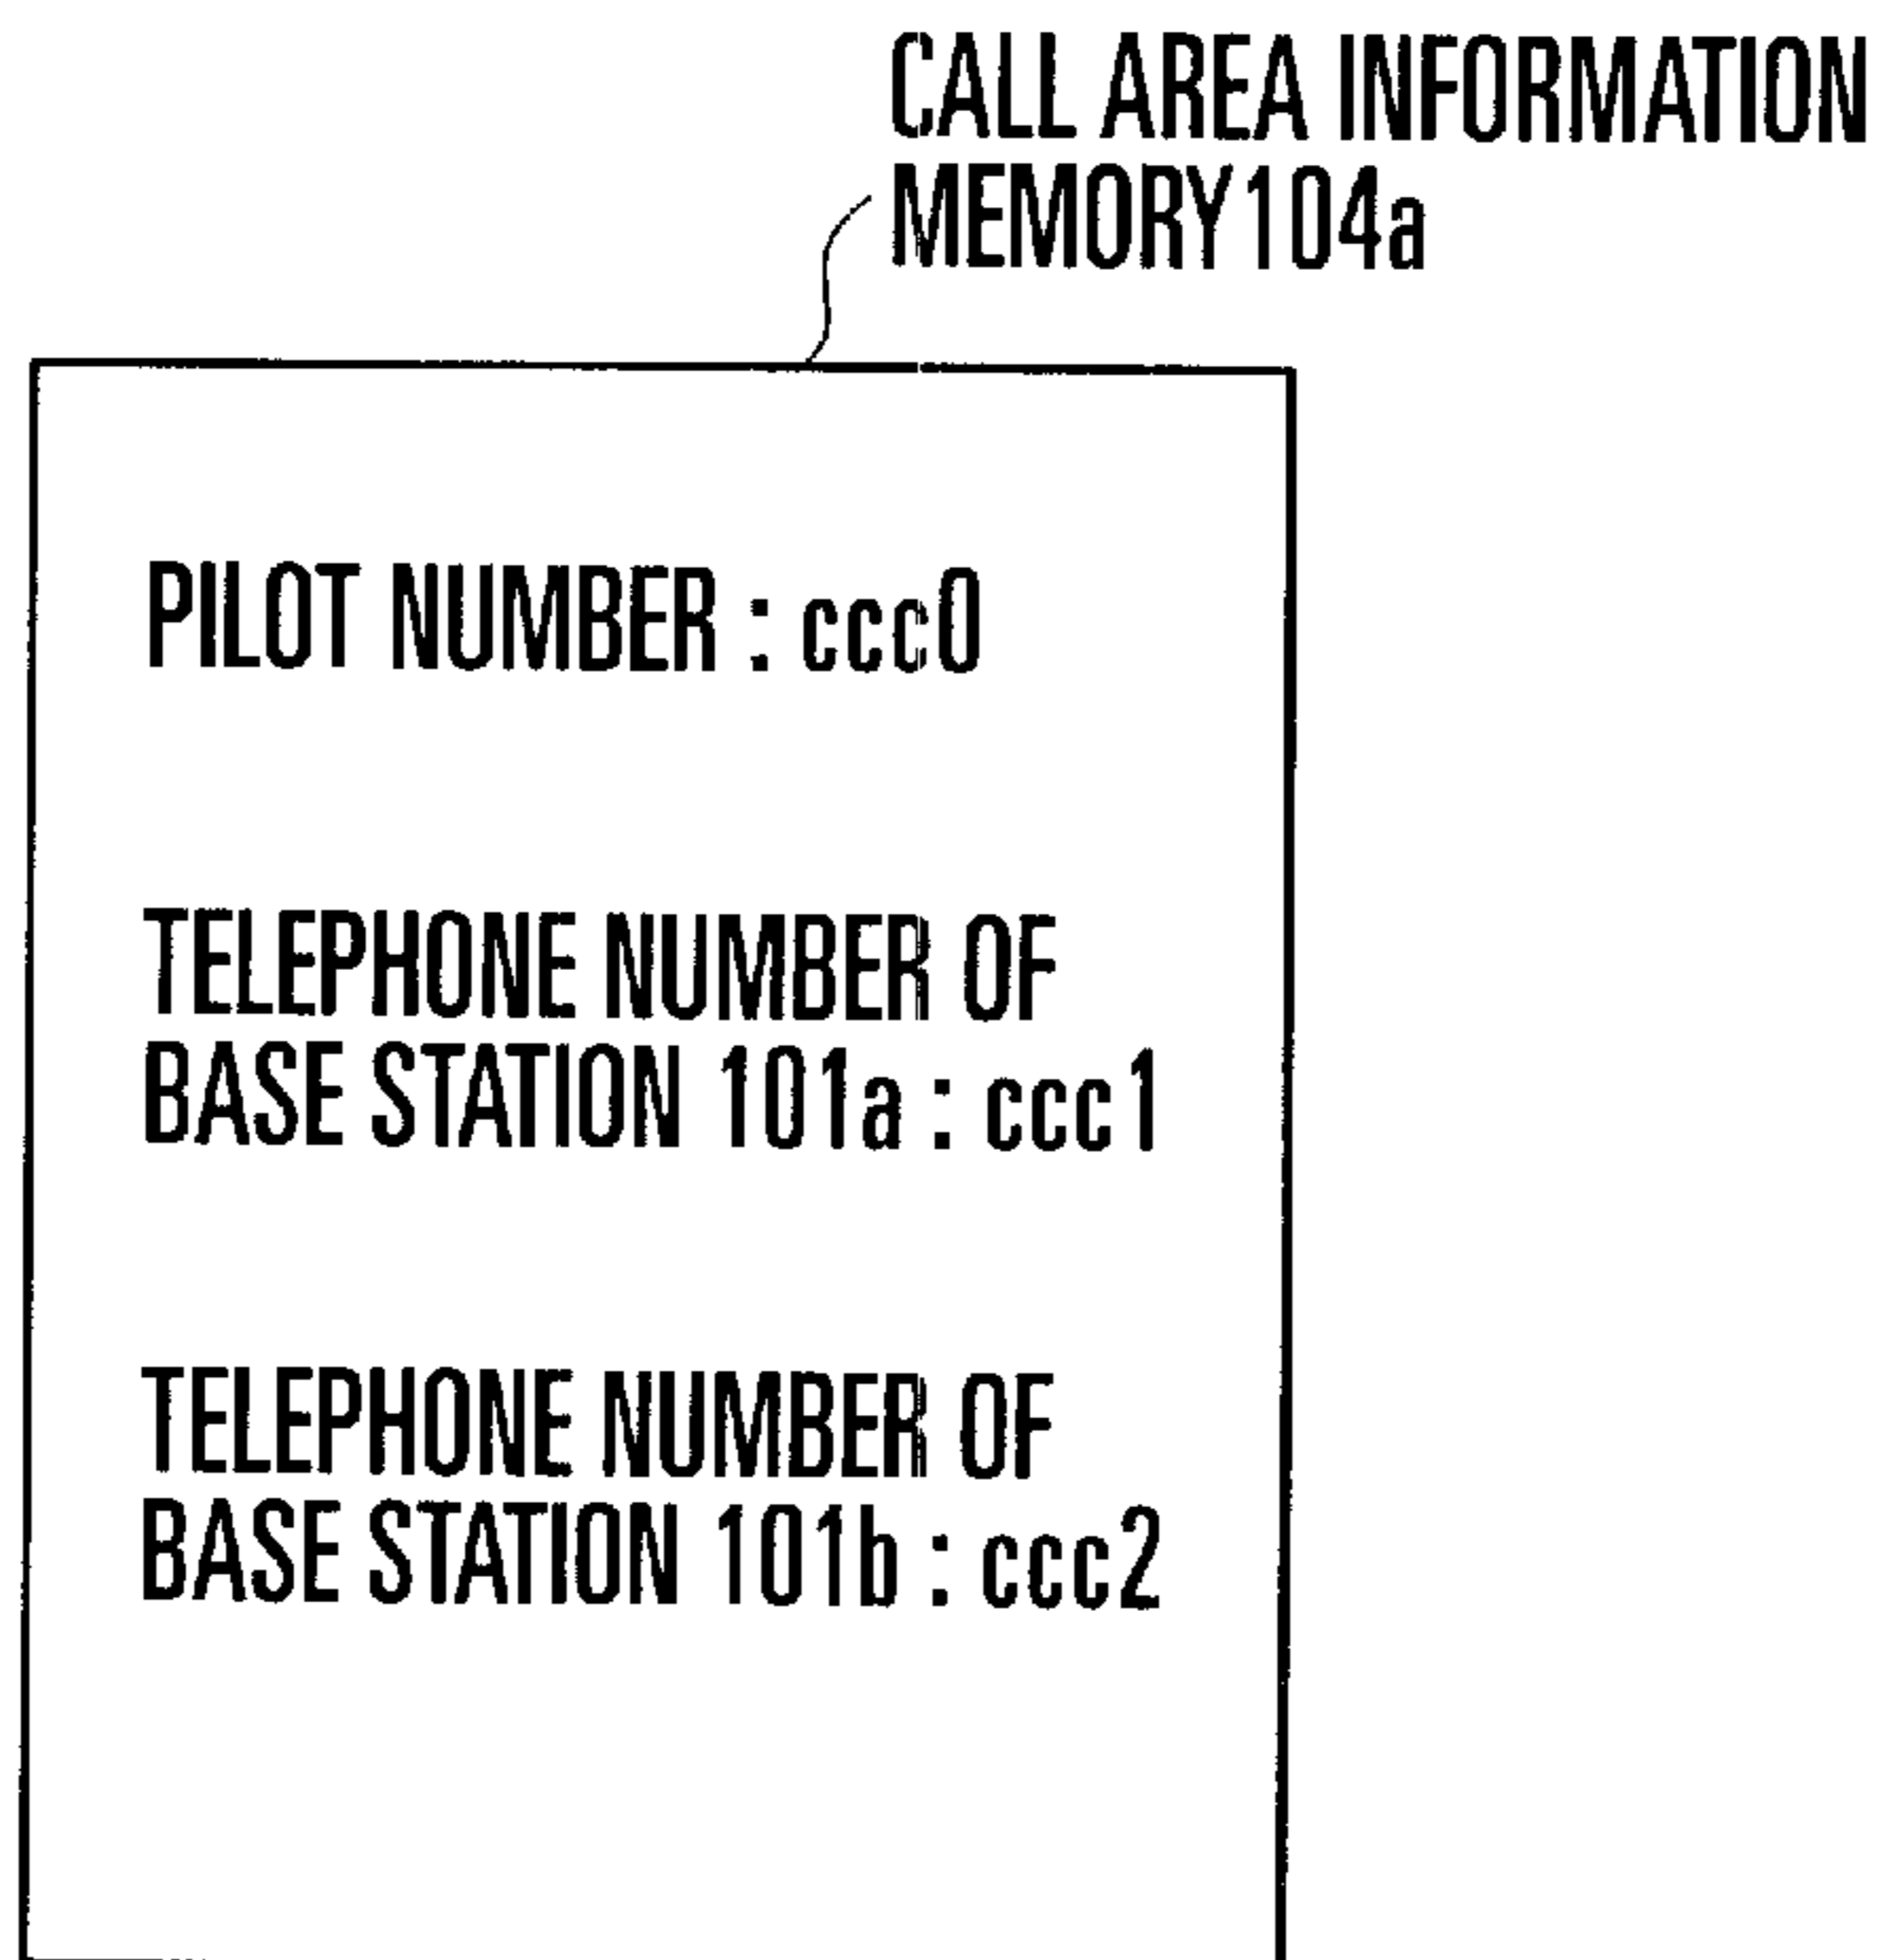 CALL AREA INFORMATION
MEMORY104a
PILOT NUMBER : ccc0
TELEPHONE NUMBER OF
BASE STATION 101a : ccc1
TELEPHONE NUMBER OF
BASE STATION 101b : ccc2